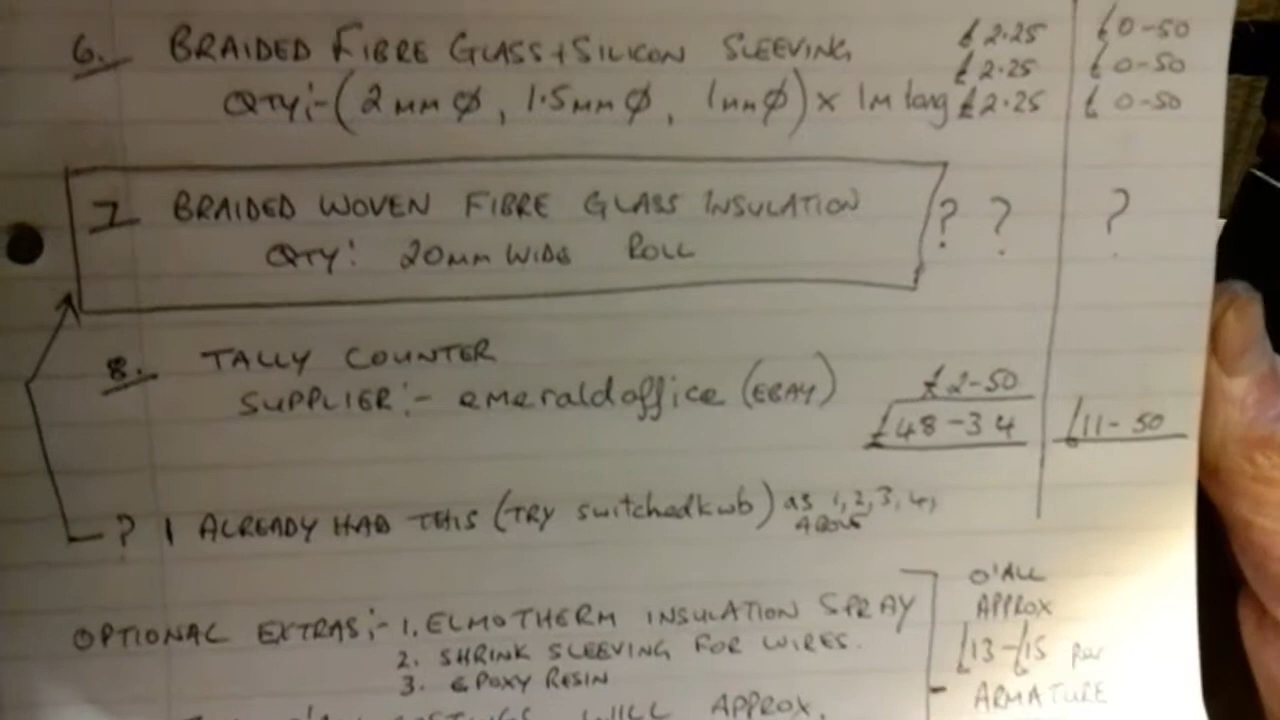 6. BRAIDED FIBRE GLASS + SILICON SLEEVING £2.25 £0-50
£2.25 £0-50
QTY:- (2mm Ø, 1.5mm Ø, 1mm Ø) x 1M long £2.25 £0-50
7 BRAIDED WOVEN FIBRE GLASS INSULATION ? ? ?
QTY: 20mm WIDE ROLL
8. TALLY COUNTER
SUPPLIER:- emeraldoffice (EBAY) £2-50
£48-34 £11-50
? I ALREADY HAD THIS (TRY switchedkwb) as 1,2,3,4,
ABOVE
OPTIONAL EXTRAS:- 1. ELMOTHERM INSULATION SPRAY
2. SHRINK SLEEVING FOR WIRES.
3. EPOXY RESIN
O'ALL
APPROX
£13-£15 per
ARMATURE
WILL APPROX.